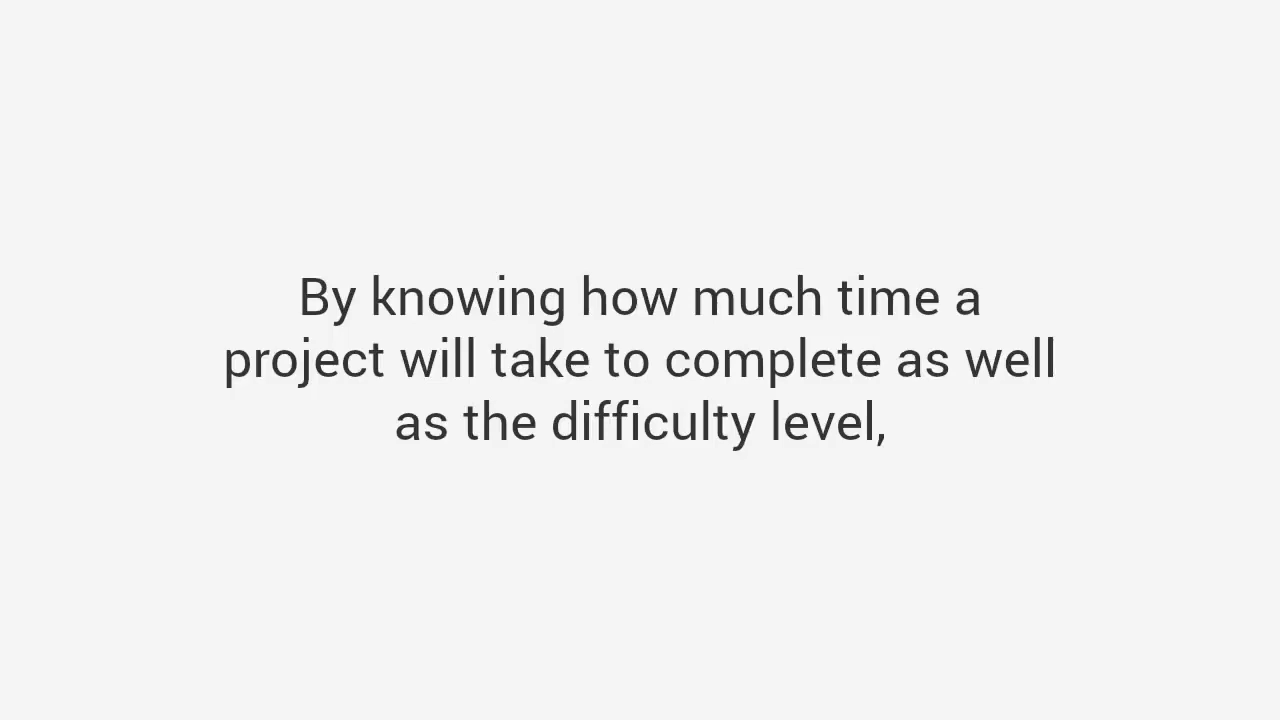 By knowing how much time a
project will take to complete as well
as the difficulty level,